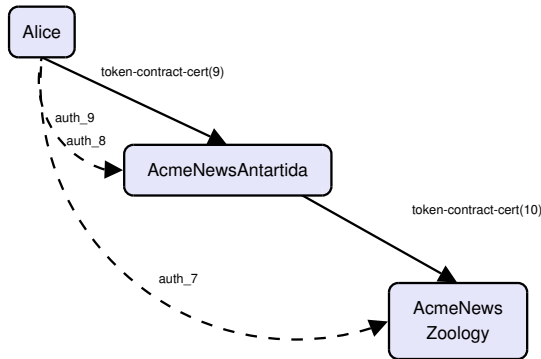 Alice
token-contract-cert(9)
auth_9
auth_8
AcmeNewsAntartida
token-contract-cert(10)
auth_7
AcmeNews
Zoology